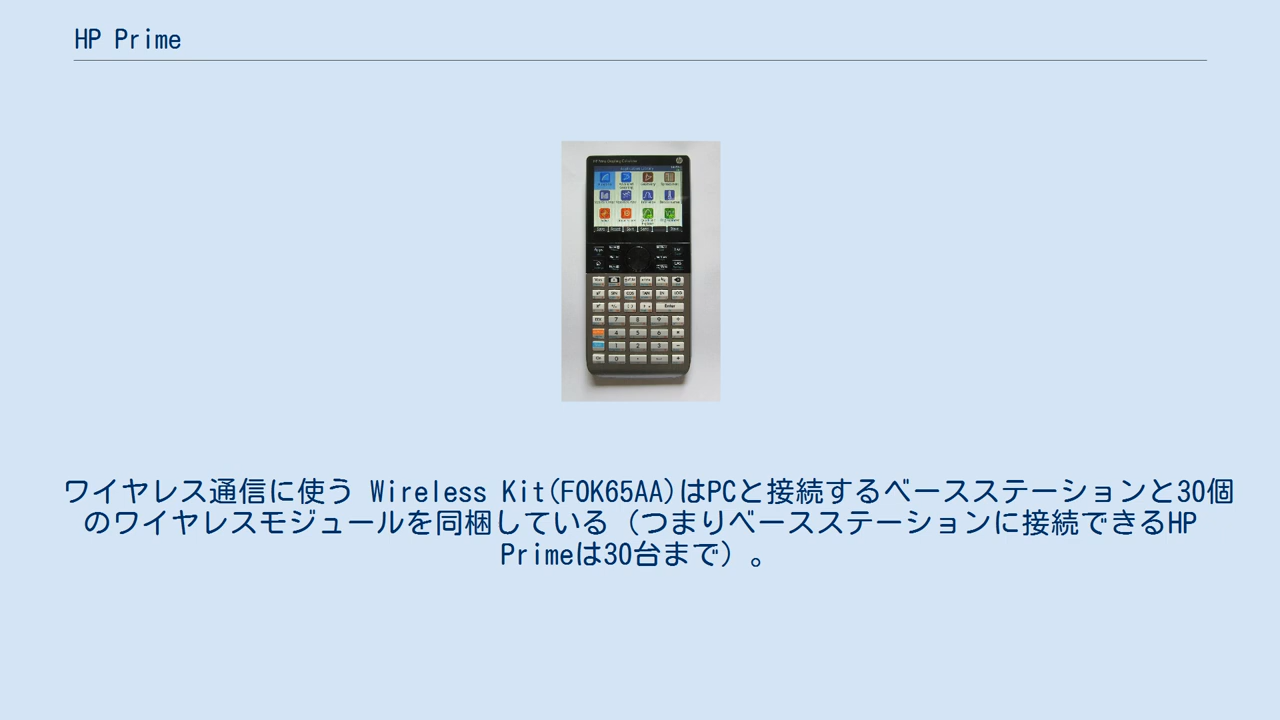 HP Prime
ワイヤレス通信に使う Wireless Kit(FOK65AA)はPCと接続するベースステーションと30個
のワイヤレスモジュールを同梱している（つまりベースステーションに接続できるHP
Primeは30台まで）。